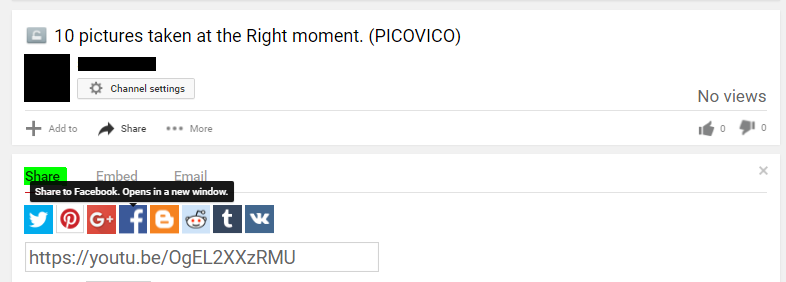 10 pictures taken at the Right moment. (PICOVICO)
Channel settings
No views
Add to Share More 0 0
Share Embed Email
Share to Facebook. Opens in a new window.
G+ f t
https://youtu.be/OgEL2XXzRMU